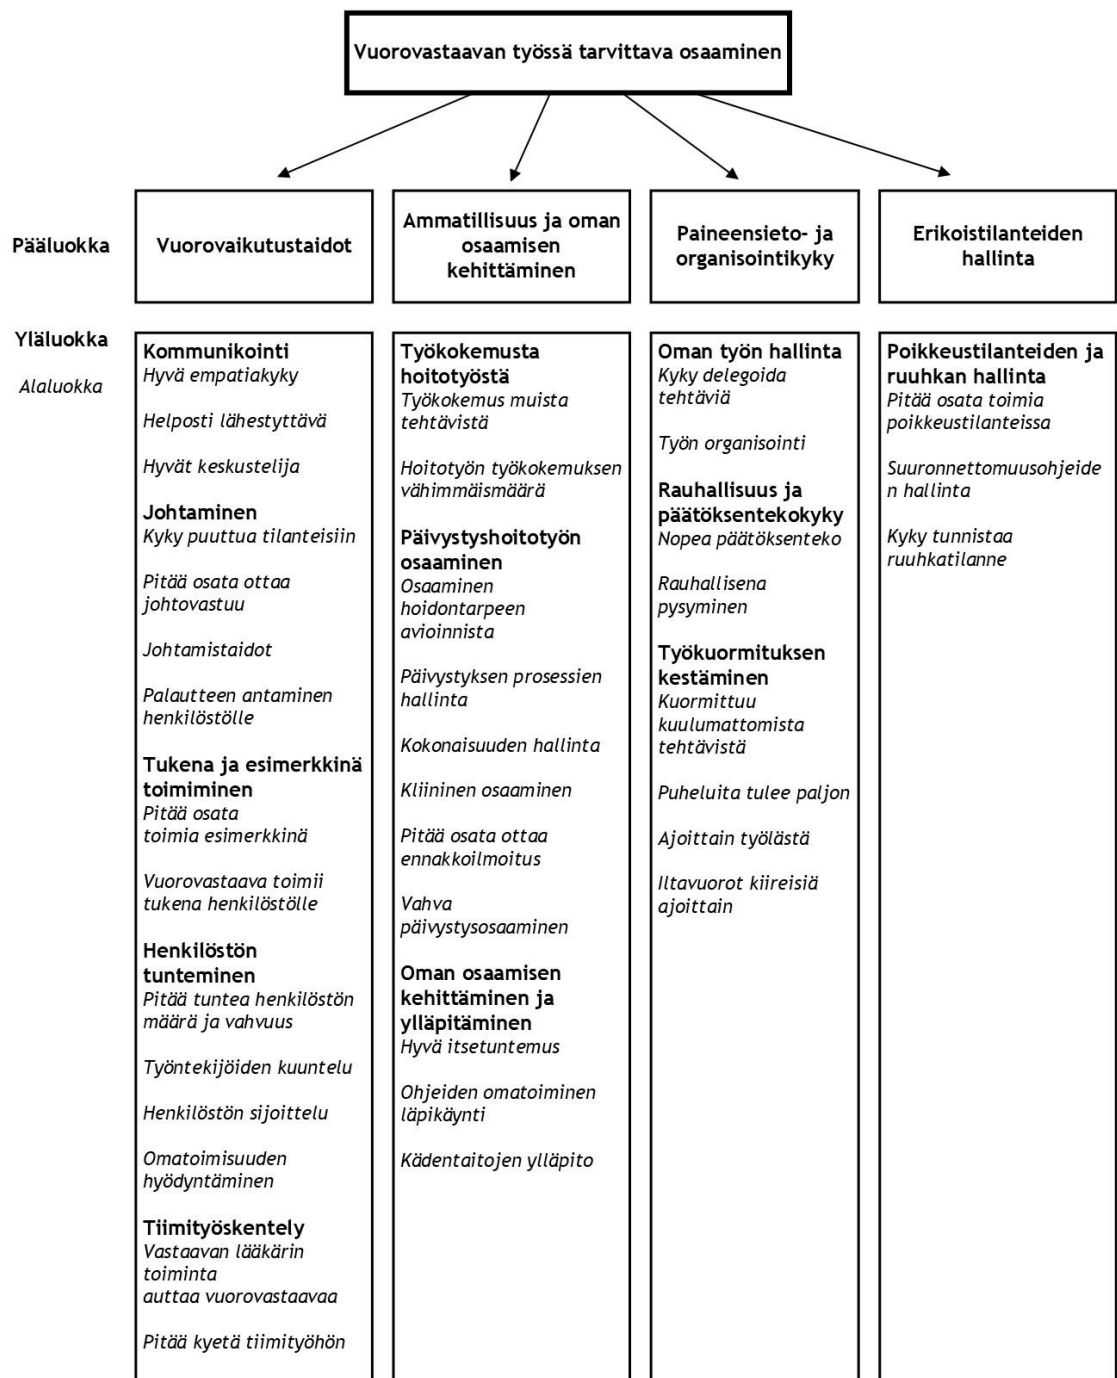 Vuorovastaavan työssä tarvittava osaaminen
Pääluokka
Vuorovaikutustaidot
Ammatillisuus ja oman
osaamisen
kehittäminen
Paineensieto- ja
organisointikyky
Erikoistilanteiden
hallinta
Yläluokka
Alaluokka
Kommunikointi
Hyvä empatiakyky
Helposti lähestyttävä
Hyvät keskustelija
Johtaminen
Kyky puuttua tilanteisiin
Pitää osata ottaa
johtovastuu
Johtamistaidot
Palautteen antaminen
henkilöstölle
Tukena ja esimerkkinä
toimiminen
Pitää osata
toimia esimerkkinä
Vuorovastaava toimii
tukena henkilöstölle
Henkilöstön
tunteminen
Pitää tuntea henkilöstön
määrä ja vahvuus
Työntekijöiden kuuntelu
Henkilöstön sijoittelu
Omatoimisuuden
hyödyntäminen
Tiimityöskentely
Vastaavan lääkärin
toiminta
auttaa vuorovastaavaa
Pitää kyetä tiimityöhön
Työkokemusta
hoitotyöstä
Työkokemus muista
tehtävistä
Hoitotyön työkokemuksen
vähimmäismäärä
Päivystyshoitotyön
osaaminen
Osaaminen
hoidontarpeen
avioinnista
Päivystyksen prosessien
hallinta
Kokonaisuuden hallinta
Kliininen osaaminen
Pitää osata ottaa
ennakkoilmoitus
Vahva
päivystysosaaminen
Oman osaamisen
kehittäminen ja
ylläpitäminen
Hyvä itsetuntemus
Ohjeiden omatoiminen
läpikäynti
Kädentaitojen ylläpito
Oman työn hallinta
Kyky delegoida
tehtäviä
Työn organisointi
Rauhallisuus ja
päätöksentekokyky
Nopea päätöksenteko
Rauhallisena
pysyminen
Työkuormituksen
kestäminen
Kuormittuu
kuulumattomista
tehtävistä
Puheluita tulee paljon
Ajoittain työlästä
Iltavuorot kiireisiä
ajoittain
Poikkeustilanteiden ja
ruuhkan hallinta
Pitää osata toimia
poikkeustilanteissa
Suuronnettomuusohjeide
n hallinta
Kyky tunnistaa
ruuhkatilanne